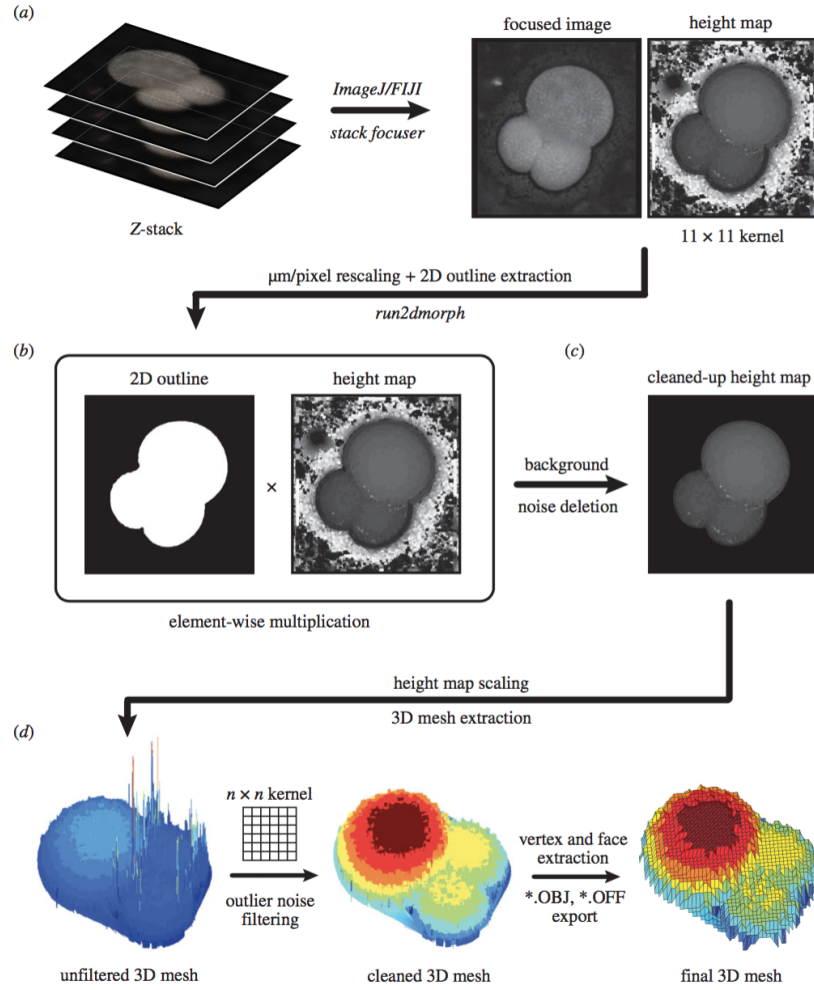 (a)
focused image
height map
ImageJ/FIJI
stack focuser
Z-stack
11 × 11 kernel
µm/pixel rescaling + 2D outline extraction
run2dmorph
(b)
(c)
2D outline
height map
cleaned-up height map
×
background
noise deletion
element-wise multiplication
height map scaling
3D mesh extraction
(d)
n × n kernel
outlier noise
filtering
vertex and face
extraction
*.OBJ, *.OFF
export
unfiltered 3D mesh
cleaned 3D mesh
final 3D mesh